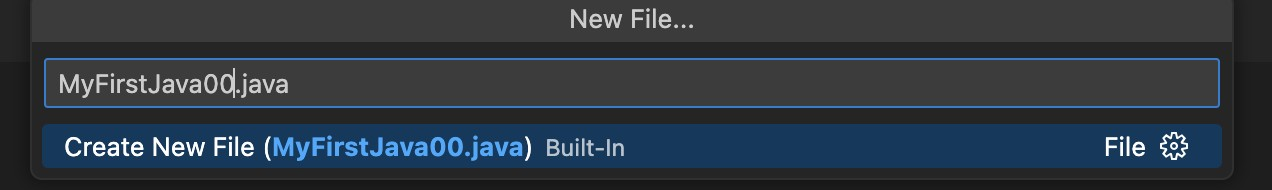 New File...
MyFirstJava00.java
Create New File (MyFirstJava00.java) Built-In File